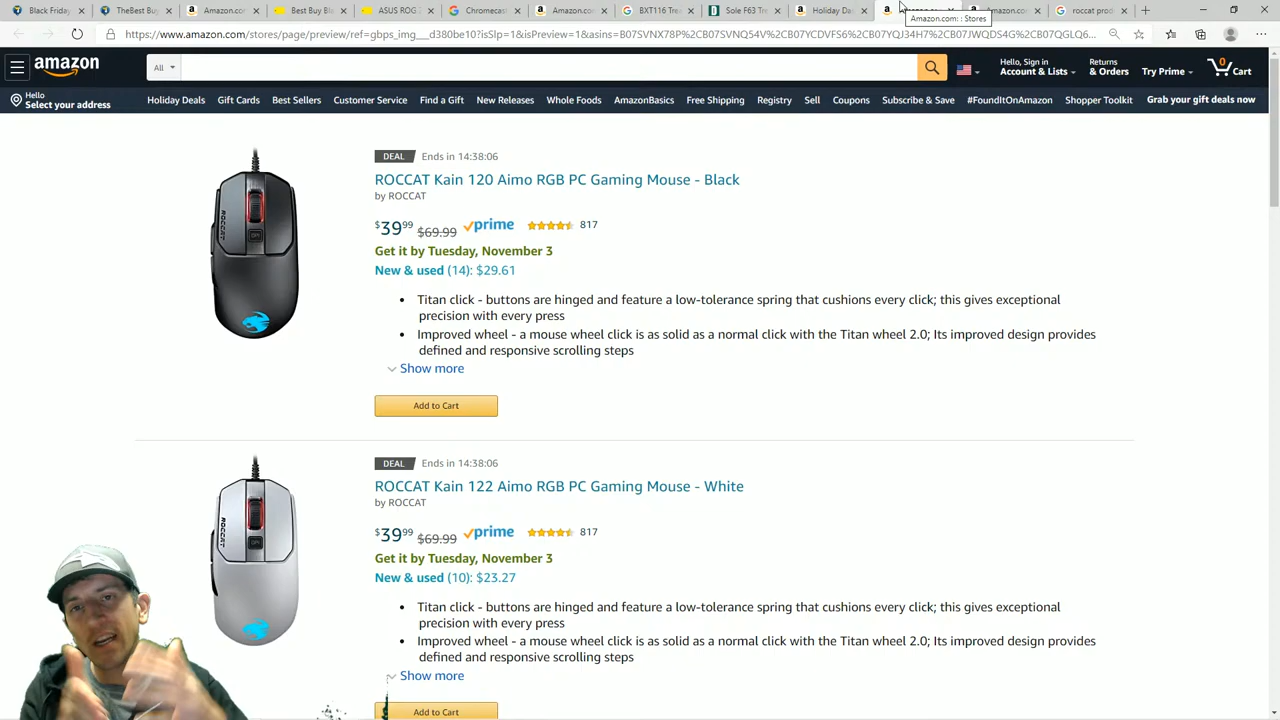 Black Friday
TheBest Buy
Amazon.co
Best Buy Bla
ASUS ROG
Chromecast
Amazon.co
BXT116 Trea
Sole F63 Tre
Holiday Da
Amazon.co
roccat prod
Amazon.com: : Stores
https://www.amazon.com/stores/page/preview?ref=gbps_img___d380be10?isSlp=1&isPreview=1&asins=B07SVNX78P%2CB07SVNQ54V%2CB07YCDVFS6%2CB07YQJ34H7%2CB07JWQDS4G%2CB07QGLQ6...
amazon
All
Hello, Sign in
Account & Lists
Returns
& Orders
Try Prime
0
Cart
Hello
Select your address
Holiday Deals
Gift Cards
Best Sellers
Customer Service
Find a Gift
New Releases
Whole Foods
AmazonBasics
Free Shipping
Registry
Sell
Coupons
Subscribe & Save
#FoundItOnAmazon
Shopper Toolkit
Grab your gift deals now
DEAL Ends in 14:38:06
ROCCAT Kain 120 Aimo RGB PC Gaming Mouse - Black
by ROCCAT
$39.99 $69.99 prime 817
Get it by Tuesday, November 3
New & used (14): $29.61
• Titan click - buttons are hinged and feature a low-tolerance spring that cushions every click; this gives exceptional
precision with every press
• Improved wheel - a mouse wheel click is as solid as a normal click with the Titan wheel 2.0; Its improved design provides
defined and responsive scrolling steps
Show more
Add to Cart
ROCCAT
DEAL Ends in 14:38:06
ROCCAT Kain 122 Aimo RGB PC Gaming Mouse - White
by ROCCAT
$39.99 $69.99 prime 817
Get it by Tuesday, November 3
New & used (10): $23.27
• Titan click - buttons are hinged and feature a low-tolerance spring that cushions every click; this gives exceptional
precision with every press
• Improved wheel - a mouse wheel click is as solid as a normal click with the Titan wheel 2.0; Its improved design provides
defined and responsive scrolling steps
Show more
Add to Cart
ROCCAT